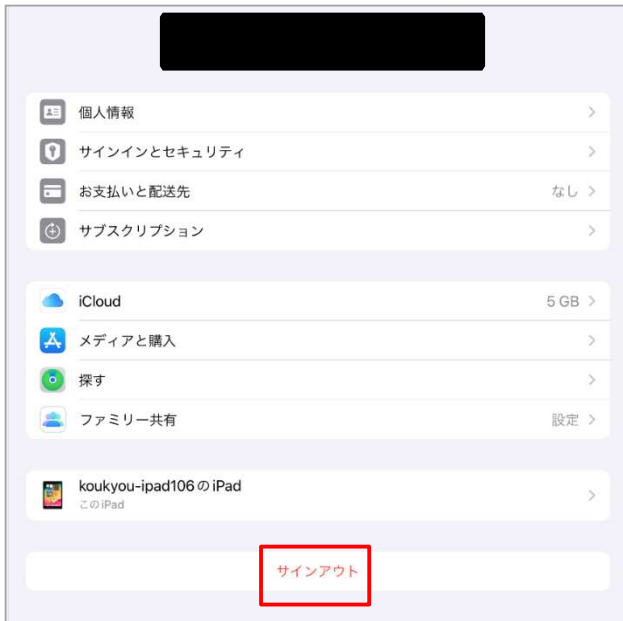 個人情報
サインインとセキュリティ
お支払いと配送先 なし
サブスクリプション
iCloud 5 GB
メディアと購入
探す
ファミリー共有 設定
koukyou-ipad106 の iPad
この iPad
サインアウト